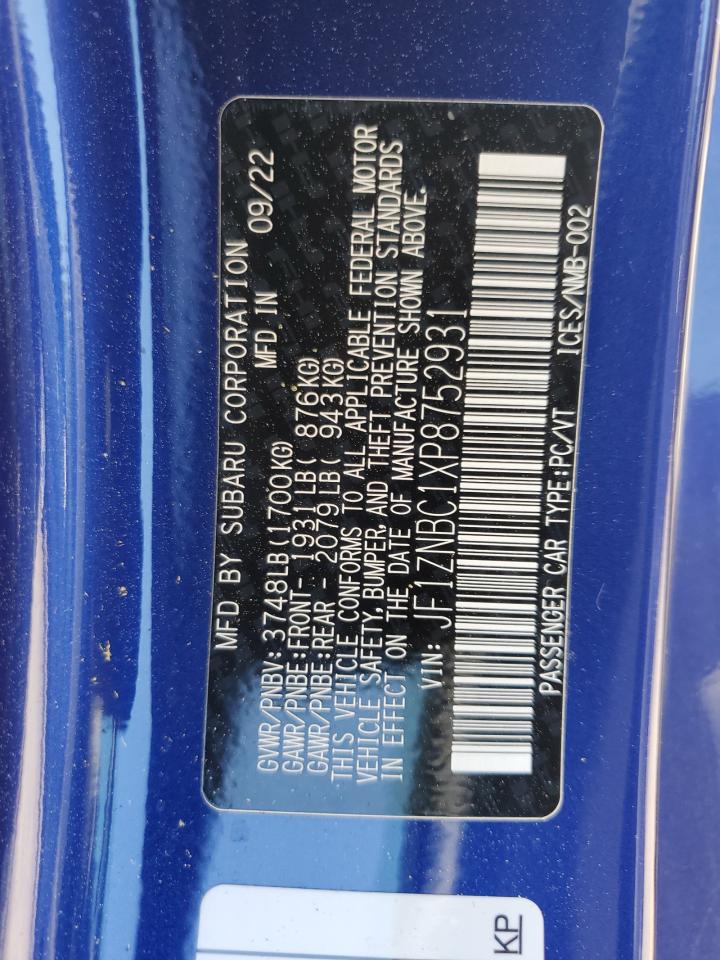 MFD BY SUBARU CORPORATION
MFD IN 09/22
GVWR/PNBV:3748LB(1700KG)
GAWR/PNBE:FRONT- 1931LB( 876KG)
GAWR/PNBE:REAR - 2079LB( 943KG)
THIS VEHICLE CONFORMS TO ALL APPLICABLE FEDERAL MOTOR
VEHICLE SAFETY,BUMPER,AND THEFT PREVENTION STANDARDS
IN EFFECT ON THE DATE OF MANUFACTURE SHOWN ABOVE.
VIN: JF1ZNBC1XP8752931
PASSENGER CAR TYPE:PC/VT ICES/NMB-002
KP